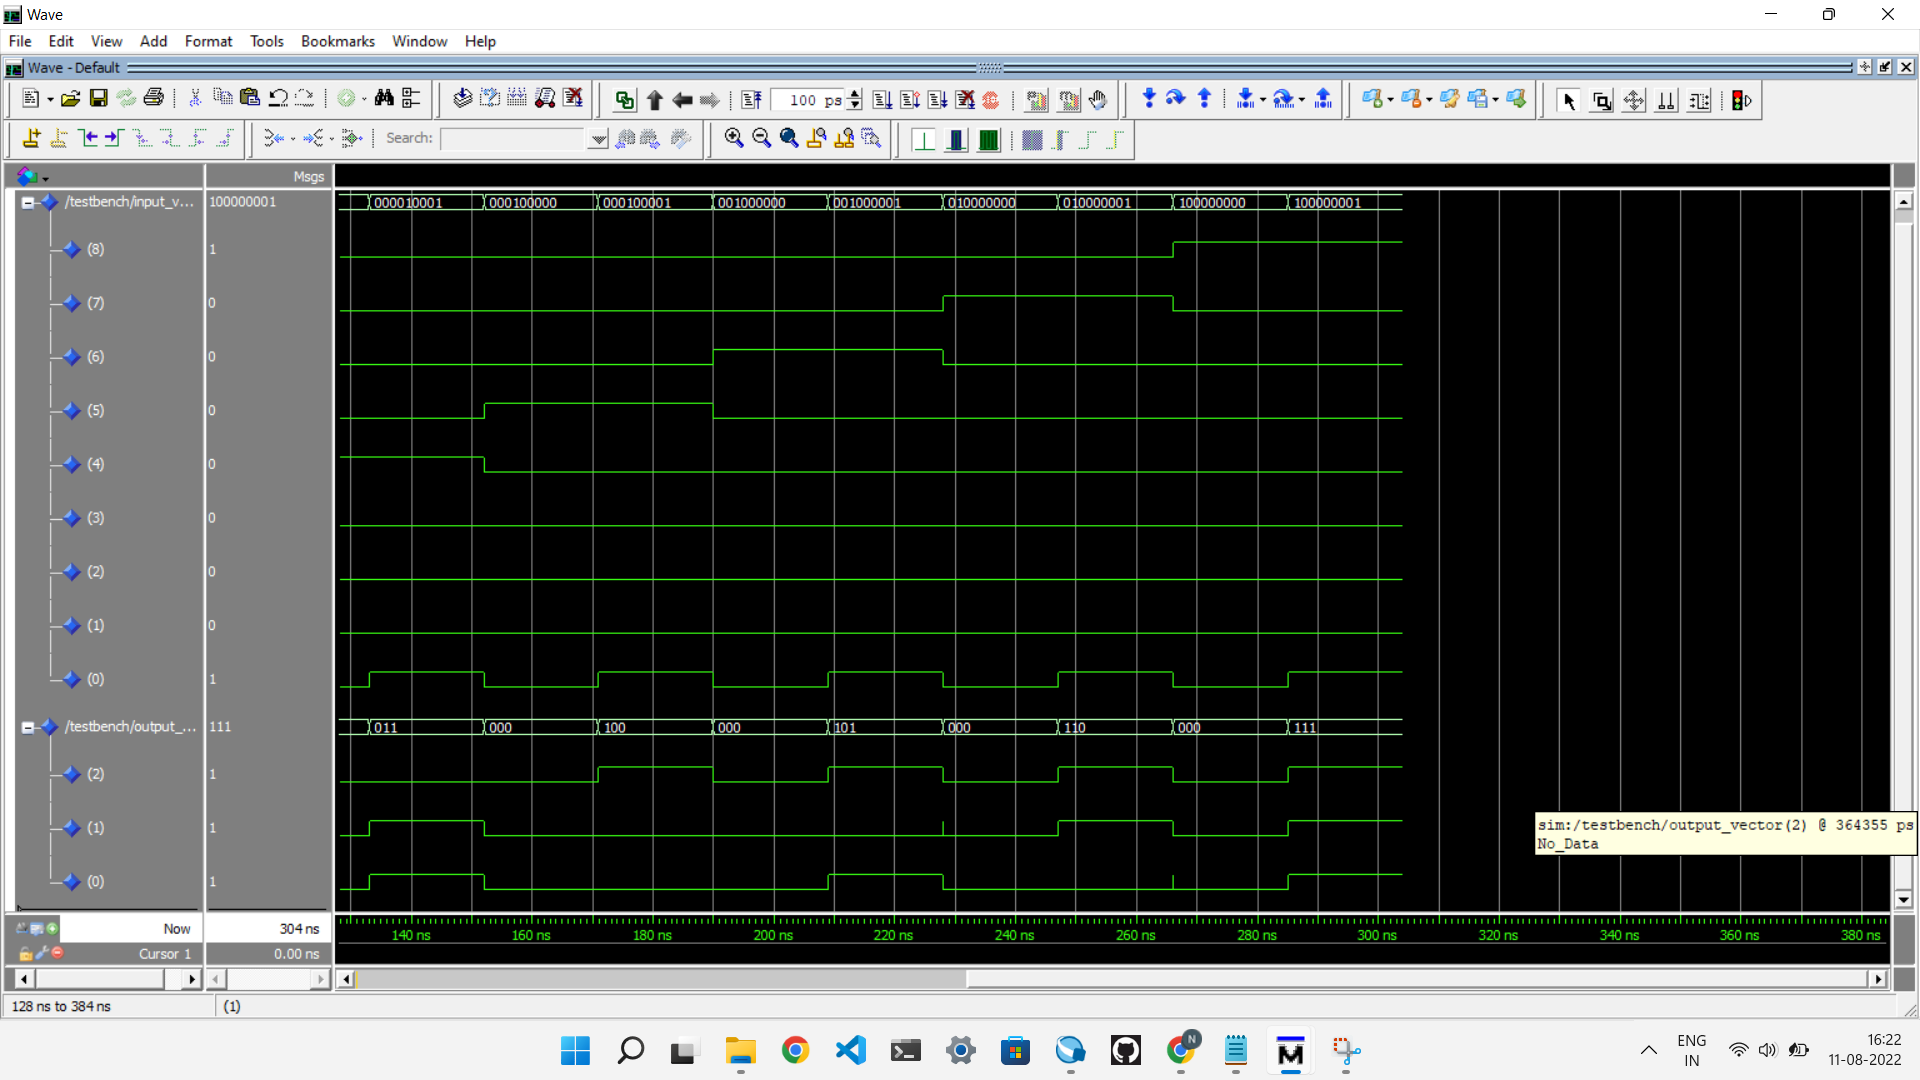 Wave
File Edit View Add Format Tools Bookmarks Window Help
Wave - Default
100 ps
Search:
Msgs
/testbench/input_v... 100000001 000010001 000100000 000100001 001000000 001000001 010000000 010000001 100000000 100000001
(8) 1
(7) 0
(6) 0
(5) 0
(4) 0
(3) 0
(2) 0
(1) 0
(0) 1
/testbench/output_... 111 011 000 100 000 101 000 110 000 111
(2) 1
(1) 1
sim:/testbench/output_vector(2) @ 364355 ps
No_Data
(0) 1
Now 304 ns
140 ns 160 ns 180 ns 200 ns 220 ns 240 ns 260 ns 280 ns 300 ns 320 ns 340 ns 360 ns 380 ns
Cursor 1 0.00 ns
128 ns to 384 ns (1)
N
M
ENG
IN
16:22
11-08-2022